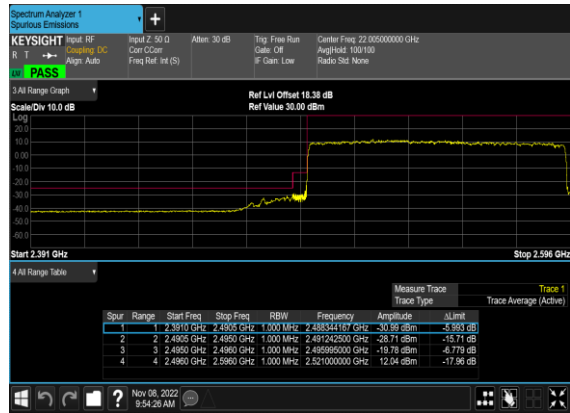 Spectrum Analyzer 1
Spurious Emissions
KEYSIGHT Input: RF Input Z: 50 Ω Atten: 30 dB Trig: Free Run Center Freq: 22.005000000 GHz
R T Coupling: DC Corr CCorr Gate: Off Avg|Hold: 100/100
Align: Auto Freq Ref: Int (S) IF Gain: Low Radio Std: None
PASS
3 All Range Graph
Ref Lvl Offset 18.38 dB
Scale/Div 10.0 dB Ref Value 30.00 dBm
Log
20.0
10.0
0.00
-10.0
-20.0
-30.0
-40.0
-50.0
-60.0
Start 2.391 GHz Stop 2.596 GHz
4 All Range Table
Measure Trace Trace 1
Trace Type Trace Average (Active)
Spur Range Start Freq Stop Freq RBW Frequency Amplitude ΔLimit
1 1 2.3910 GHz 2.4905 GHz 1.000 MHz 2.488344167 GHz -30.99 dBm -5.993 dB
2 2 2.4905 GHz 2.4950 GHz 1.000 MHz 2.491242500 GHz -28.71 dBm -15.71 dB
3 3 2.4950 GHz 2.4960 GHz 1.000 MHz 2.495995000 GHz -19.78 dBm -6.779 dB
4 4 2.4960 GHz 2.5960 GHz 1.000 MHz 2.521000000 GHz 12.04 dBm -17.96 dB
Nov 08, 2022
9:54:26 AM